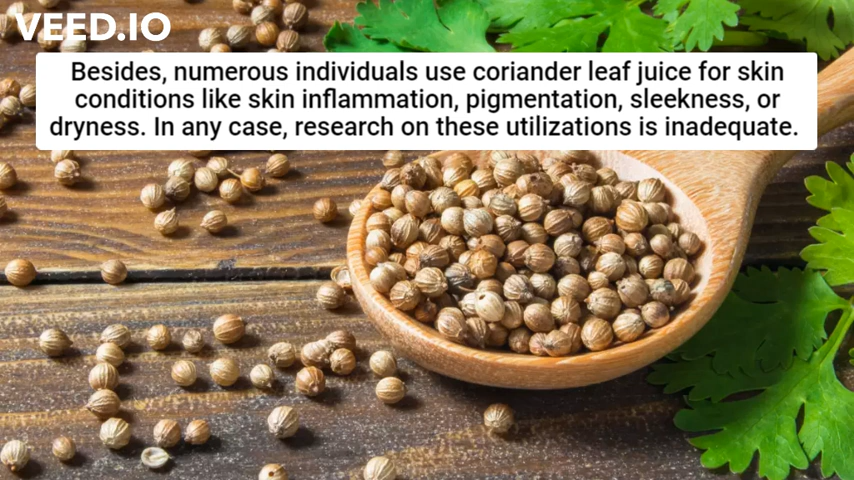 VEED.IO
Besides, numerous individuals use coriander leaf juice for skin
conditions like skin inflammation, pigmentation, sleekness, or
dryness. In any case, research on these utilizations is inadequate.